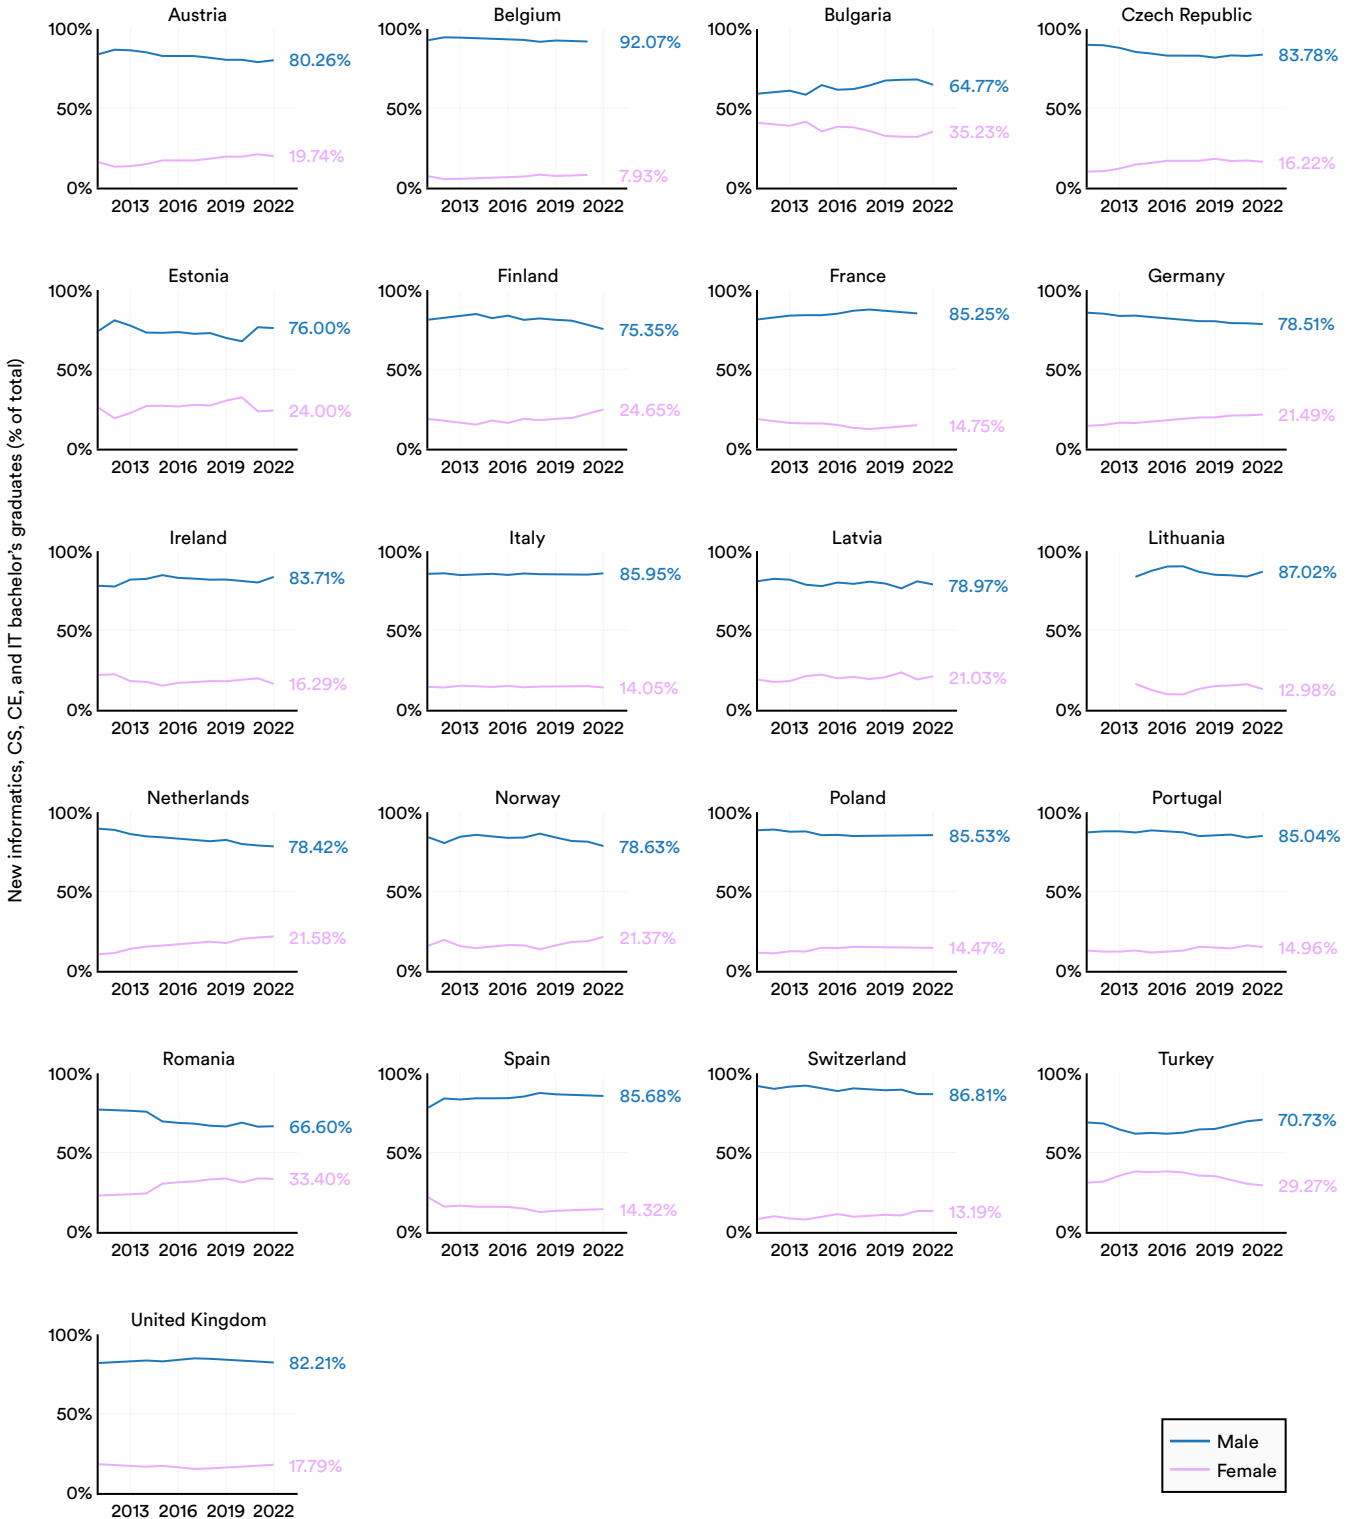 New informatics, CS, CE, and IT bachelor's graduates (% of total)
Austria
100%
50%
0%
80.26%
19.74%
2013 2016 2019 2022
Belgium
100%
50%
0%
92.07%
7.93%
2013 2016 2019 2022
Bulgaria
100%
50%
0%
64.77%
35.23%
2013 2016 2019 2022
Czech Republic
100%
50%
0%
83.78%
16.22%
2013 2016 2019 2022
Estonia
100%
50%
0%
76.00%
24.00%
2013 2016 2019 2022
Finland
100%
50%
0%
75.35%
24.65%
2013 2016 2019 2022
France
100%
50%
0%
85.25%
14.75%
2013 2016 2019 2022
Germany
100%
50%
0%
78.51%
21.49%
2013 2016 2019 2022
Ireland
100%
50%
0%
83.71%
16.29%
2013 2016 2019 2022
Italy
100%
50%
0%
85.95%
14.05%
2013 2016 2019 2022
Latvia
100%
50%
0%
78.97%
21.03%
2013 2016 2019 2022
Lithuania
100%
50%
0%
87.02%
12.98%
2013 2016 2019 2022
Netherlands
100%
50%
0%
78.42%
21.58%
2013 2016 2019 2022
Norway
100%
50%
0%
78.63%
21.37%
2013 2016 2019 2022
Poland
100%
50%
0%
85.53%
14.47%
2013 2016 2019 2022
Portugal
100%
50%
0%
85.04%
14.96%
2013 2016 2019 2022
Romania
100%
50%
0%
66.60%
33.40%
2013 2016 2019 2022
Spain
100%
50%
0%
85.68%
14.32%
2013 2016 2019 2022
Switzerland
100%
50%
0%
86.81%
13.19%
2013 2016 2019 2022
Turkey
100%
50%
0%
70.73%
29.27%
2013 2016 2019 2022
United Kingdom
100%
50%
0%
82.21%
17.79%
2013 2016 2019 2022
Male
Female